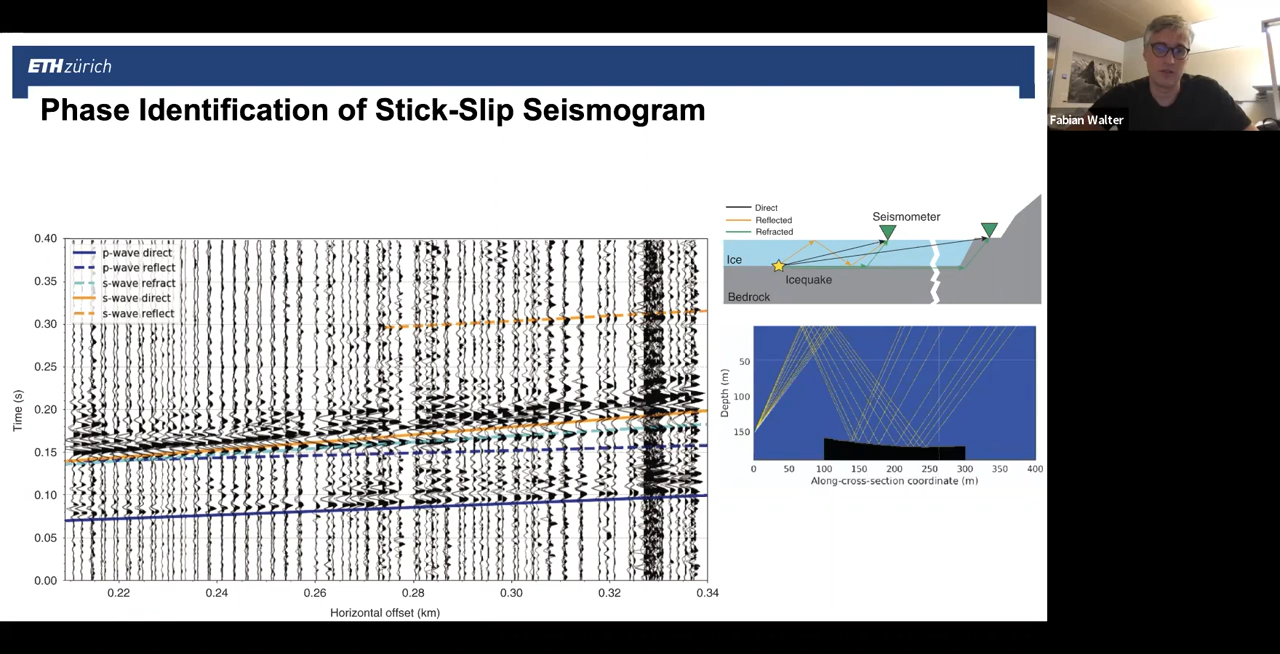 ETH zürich
Phase Identification of Stick-Slip Seismogram
Fabian Walter
p-wave direct
p-wave reflect
s-wave refract
s-wave direct
s-wave reflect
Time (s)
0.40
0.35
0.30
0.25
0.20
0.15
0.10
0.05
0.00
0.22 0.24 0.26 0.28 0.30 0.32 0.34
Horizontal offset (km)
Direct
Reflected
Refracted
Seismometer
Ice
Icequake
Bedrock
Depth (m)
50
100
150
0 50 100 150 200 250 300 350 400
Along-cross-section coordinate (m)